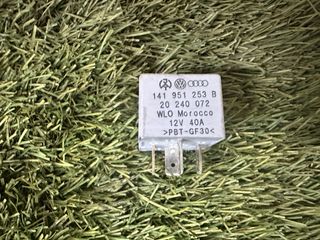 141 951 253 B
20 240 072
WLO Morocco
12V 40A
>PBT-GF30<